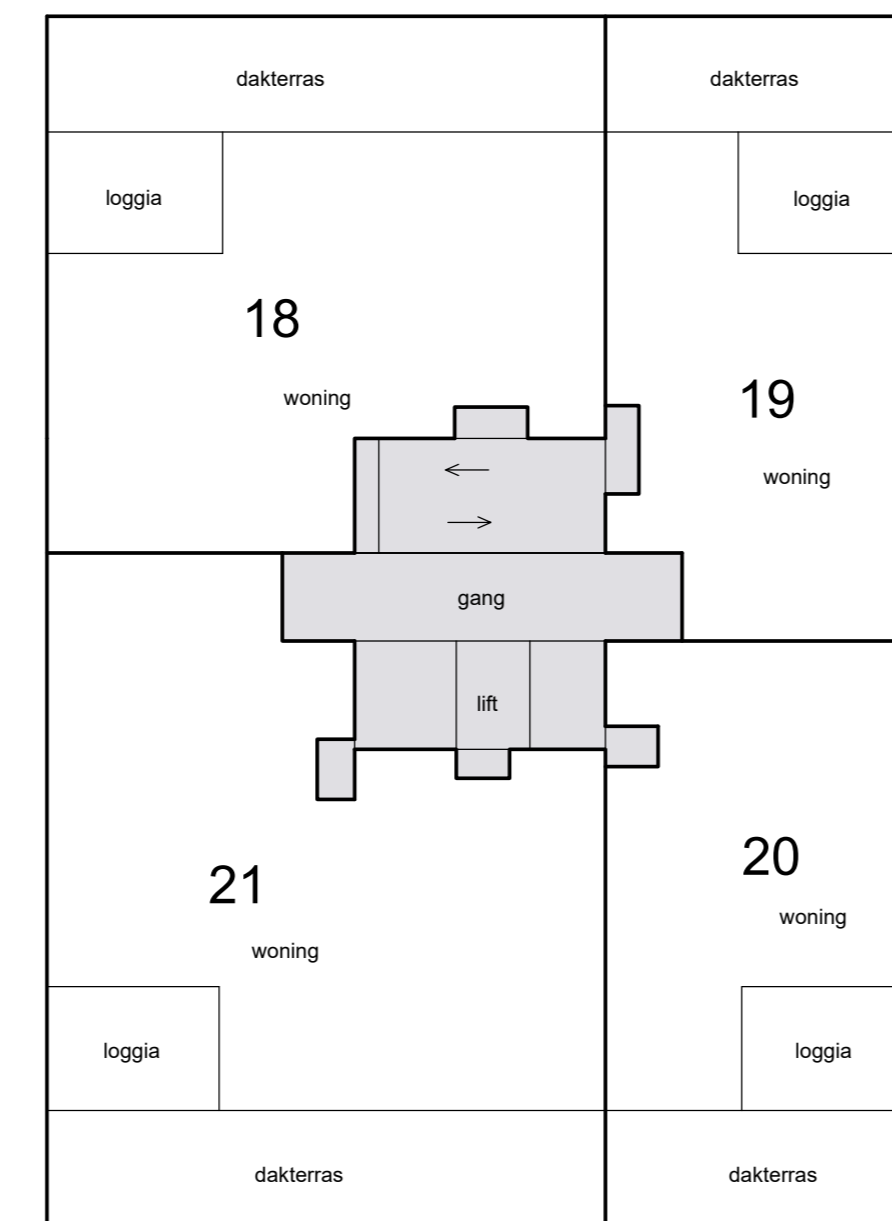 dakterras
dakterras
loggia
loggia
18
woning
19
woning
gang
lift
21
woning
20
woning
loggia
loggia
dakterras
dakterras